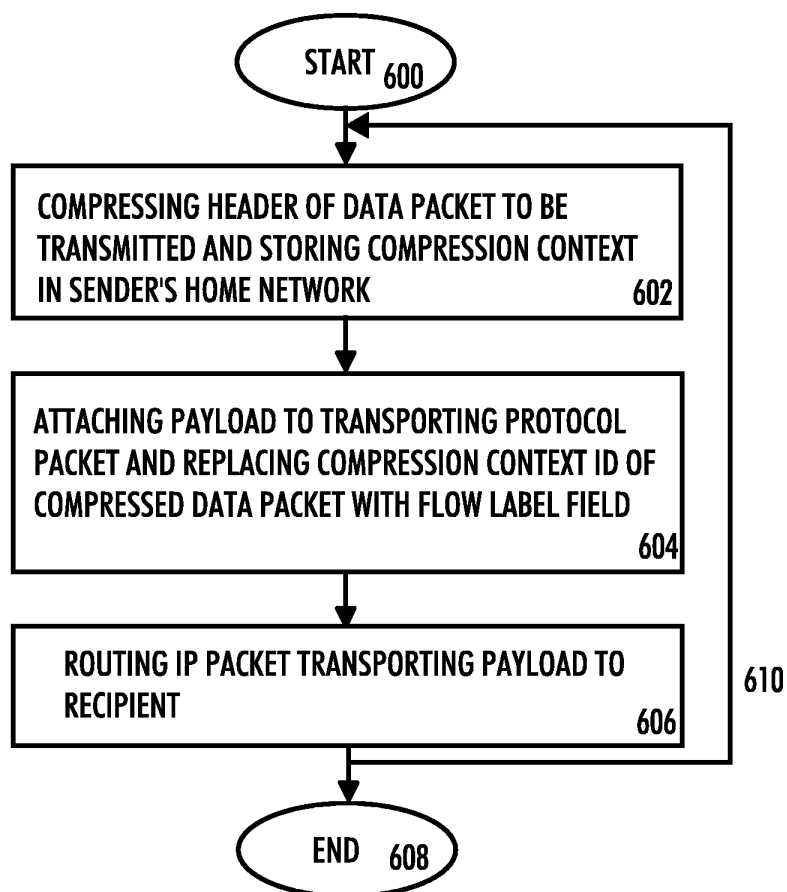 START 600
COMPRESSING HEADER OF DATA PACKET TO BE
TRANSMITTED AND STORING COMPRESSION CONTEXT
IN SENDER'S HOME NETWORK 602
ATTACHING PAYLOAD TO TRANSPORTING PROTOCOL
PACKET AND REPLACING COMPRESSION CONTEXT ID OF
COMPRESSED DATA PACKET WITH FLOW LABEL FIELD
604
ROUTING IP PACKET TRANSPORTING PAYLOAD TO
RECIPIENT
606
610
END 608